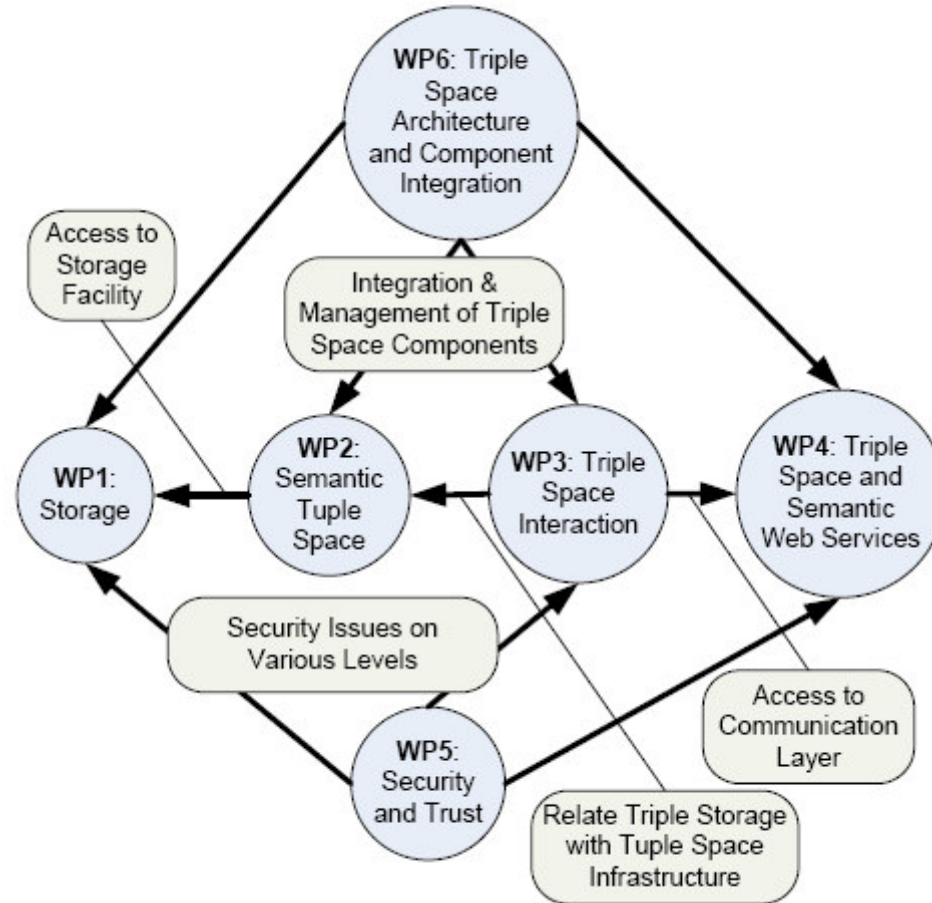 WP6: Triple
Space
Architecture
and Component
Integration
Access to
Storage
Facility
Integration &
Management of Triple
Space Components
WP1:
Storage
WP2:
Semantic
Tuple
Space
WP3: Triple
Space
Interaction
WP4: Triple
Space and
Semantic
Web Services
Security Issues on
Various Levels
Access to
Communication
Layer
WP5:
Security
and Trust
Relate Triple Storage
with Tuple Space
Infrastructure